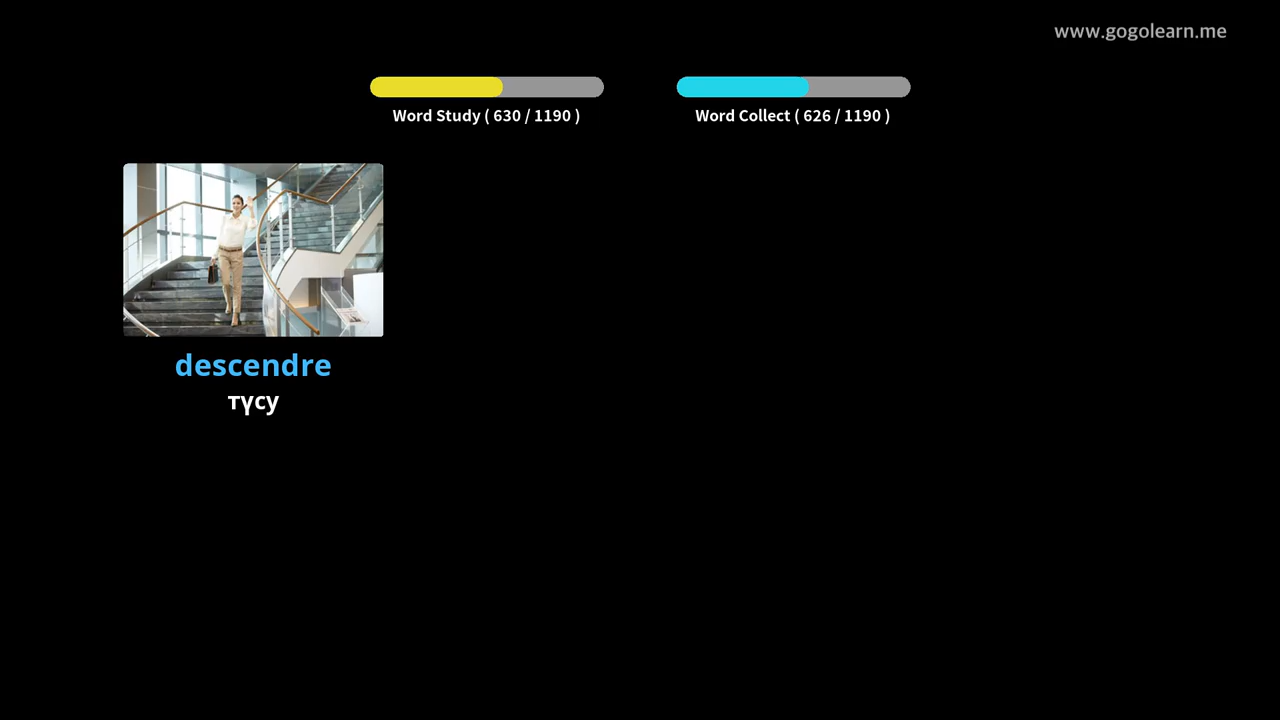 www.gogolearn.me
Word Study ( 630 / 1190 )
Word Collect ( 626 / 1190 )
descendre
түсу